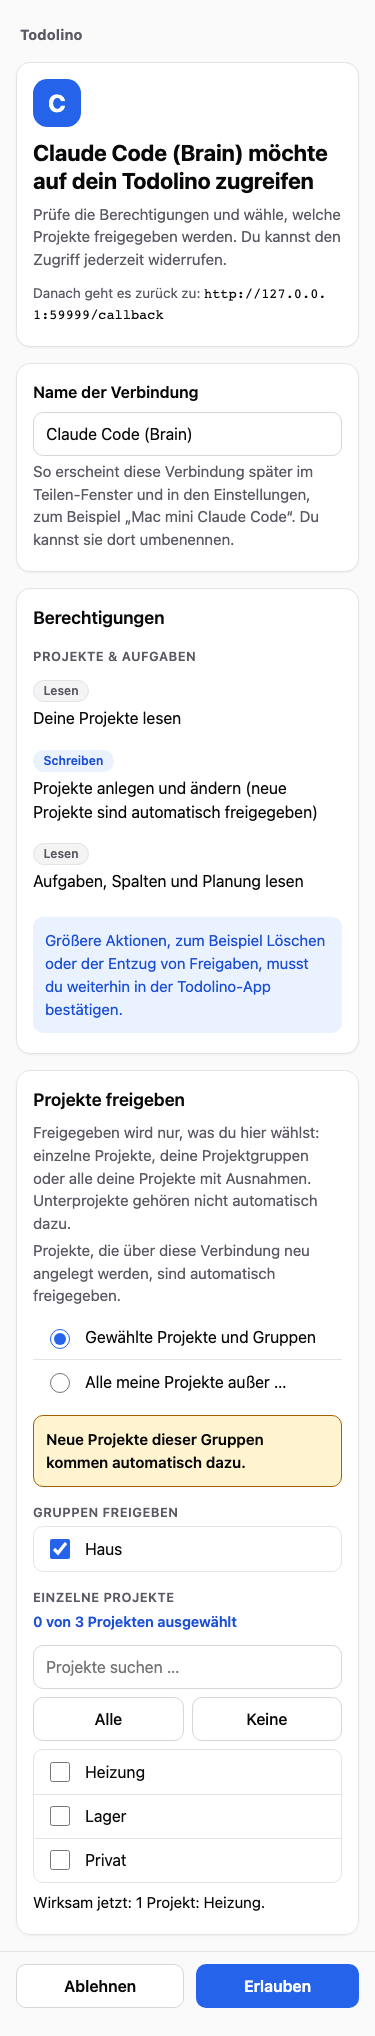 Todolino
C
Claude Code (Brain) möchte
auf dein Todolino zugreifen
Prüfe die Berechtigungen und wähle, welche
Projekte freigegeben werden. Du kannst den
Zugriff jederzeit widerrufen.
Danach geht es zurück zu: http://127.0.0.
1:59999/callback
Name der Verbindung
Claude Code (Brain)
So erscheint diese Verbindung später im
Teilen-Fenster und in den Einstellungen,
zum Beispiel „Mac mini Claude Code“. Du
kannst sie dort umbenennen.
Berechtigungen
PROJEKTE & AUFGABEN
Lesen
Deine Projekte lesen
Schreiben
Projekte anlegen und ändern (neue
Projekte sind automatisch freigegeben)
Lesen
Aufgaben, Spalten und Planung lesen
Größere Aktionen, zum Beispiel Löschen
oder der Entzug von Freigaben, musst
du weiterhin in der Todolino-App
bestätigen.
Projekte freigeben
Freigegeben wird nur, was du hier wählst:
einzelne Projekte, deine Projektgruppen
oder alle deine Projekte mit Ausnahmen.
Unterprojekte gehören nicht automatisch
dazu.
Projekte, die über diese Verbindung neu
angelegt werden, sind automatisch
freigegeben.
Gewählte Projekte und Gruppen
Alle meine Projekte außer ...
Neue Projekte dieser Gruppen
kommen automatisch dazu.
GRUPPEN FREIGEBEN
Haus
EINZELNE PROJEKTE
0 von 3 Projekten ausgewählt
Projekte suchen ...
Alle
Keine
Heizung
Lager
Privat
Wirksam jetzt: 1 Projekt: Heizung.
Ablehnen
Erlauben